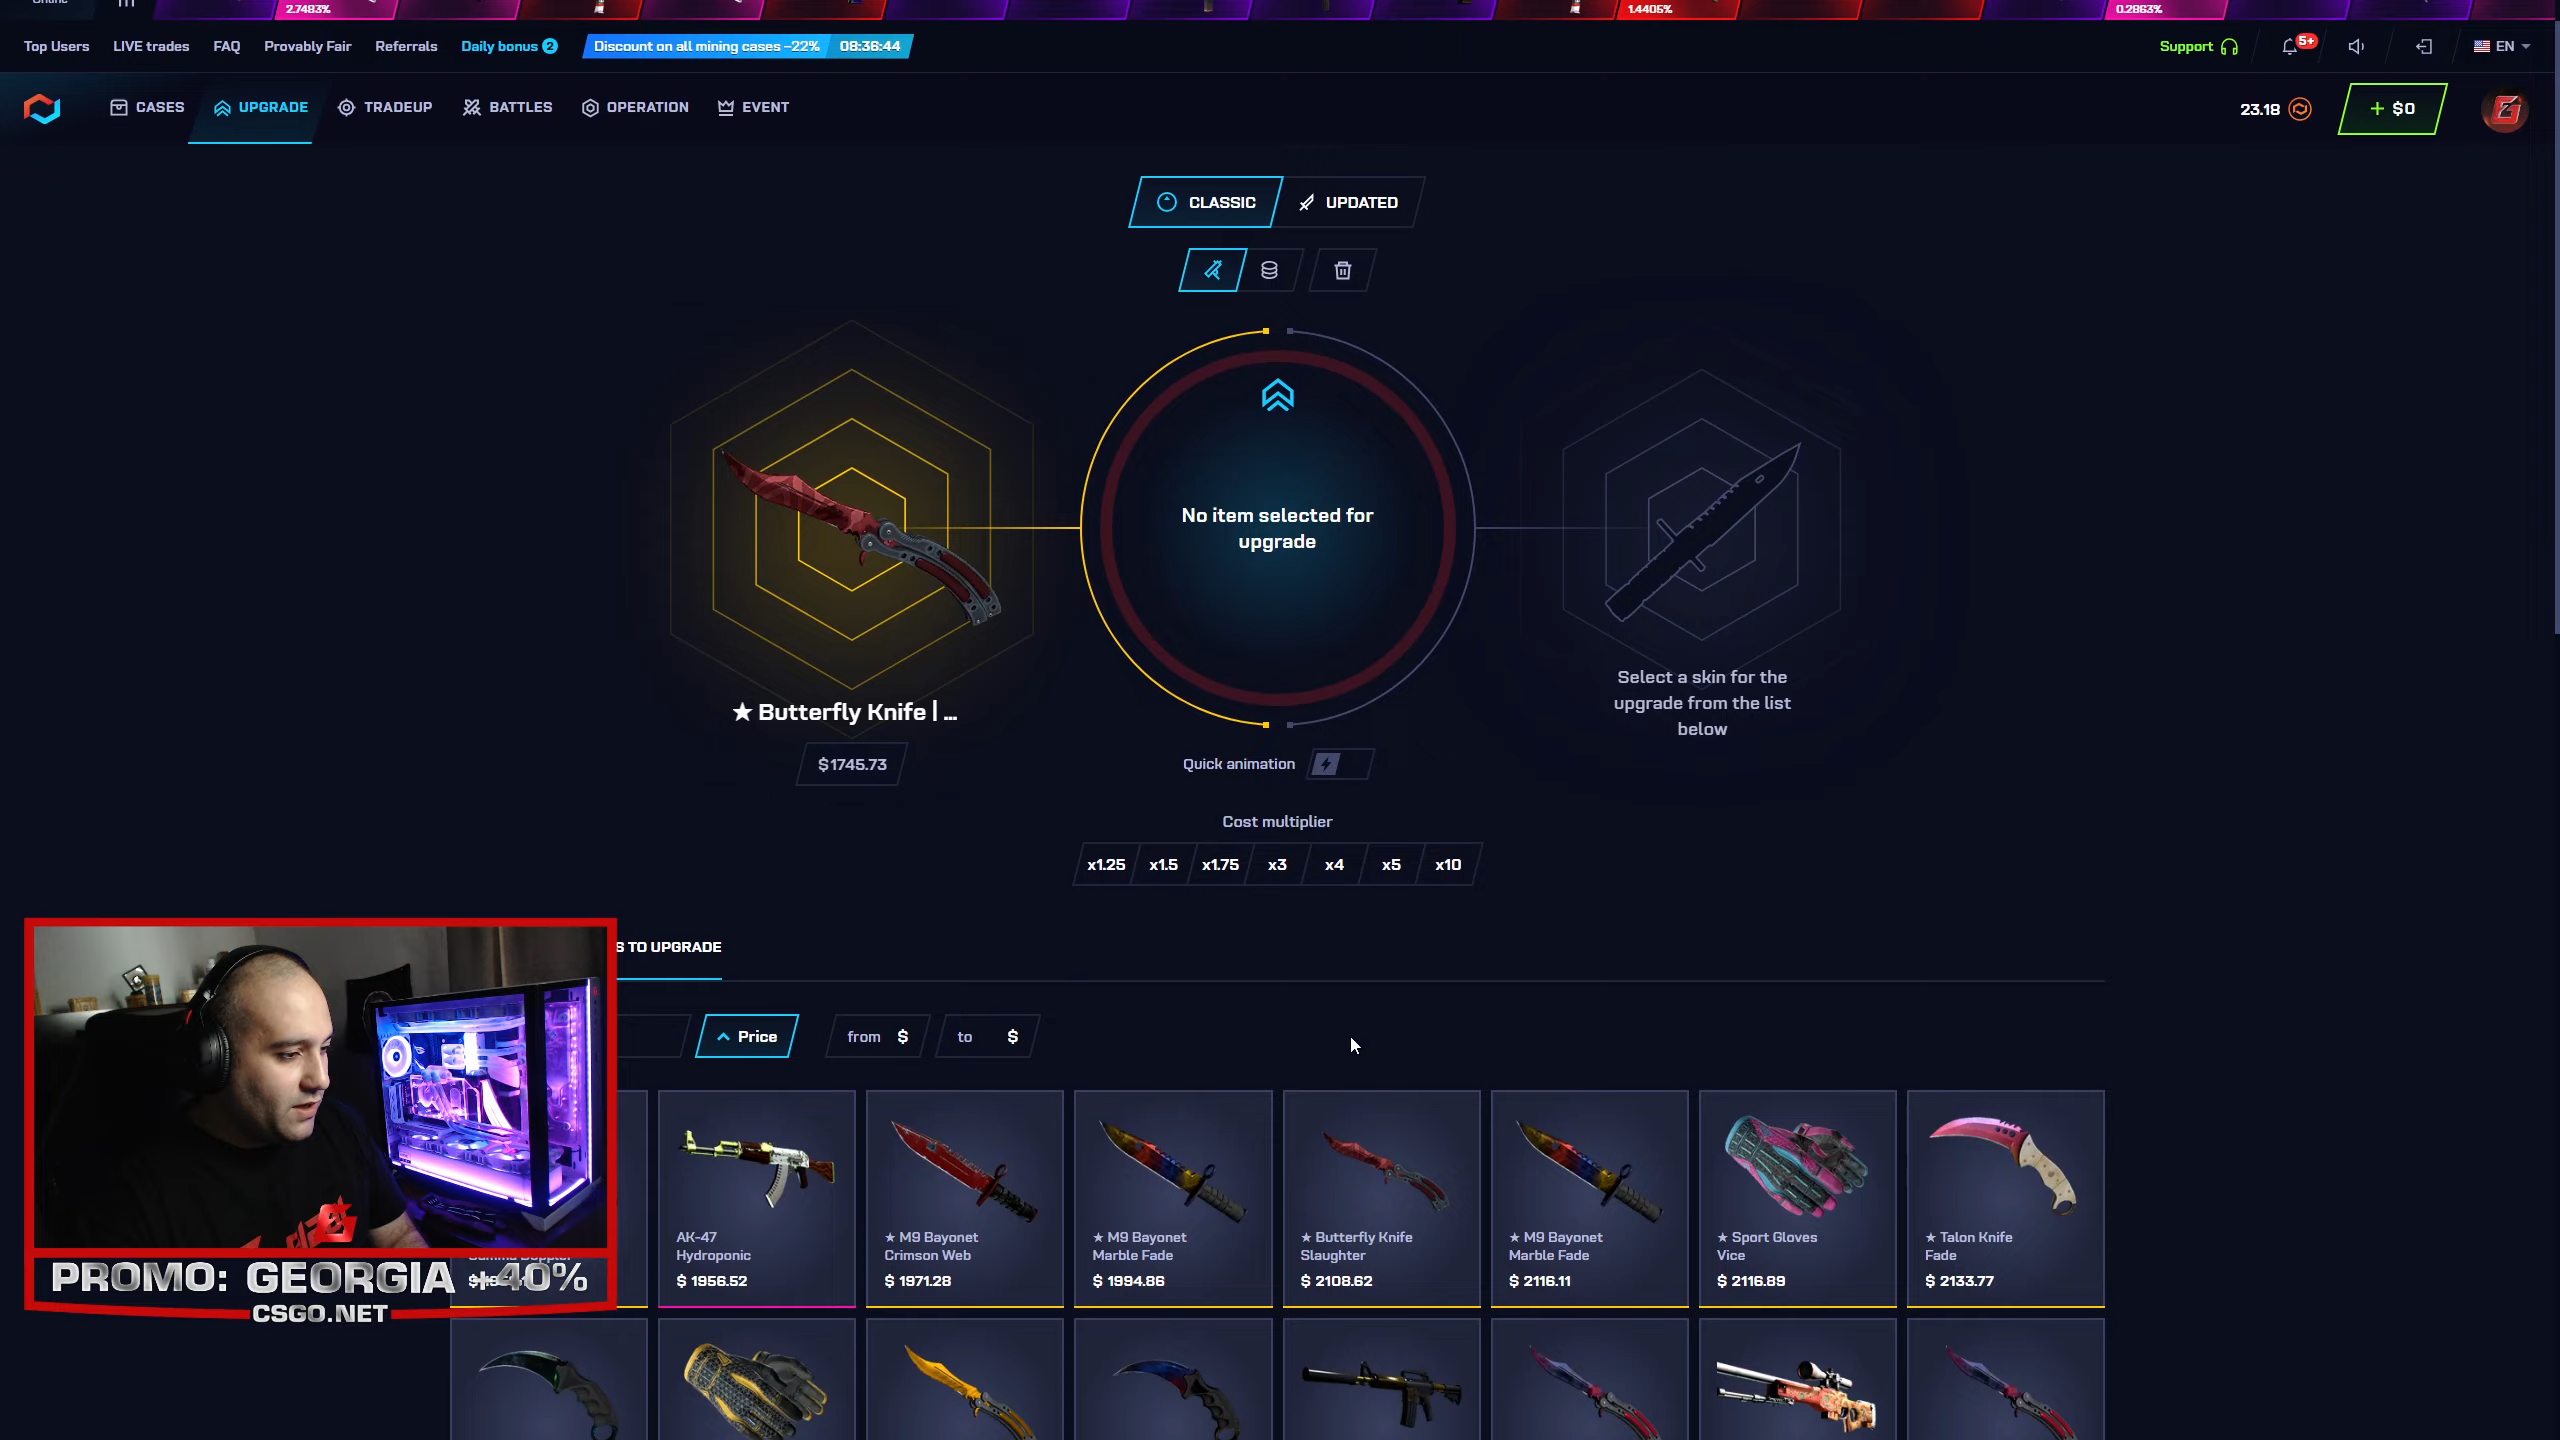 2.7483%
1.4405%
0.2863%
Top Users
LIVE trades
FAQ
Provably Fair
Referrals
Daily bonus 2
Discount on all mining cases -22%
08:36:44
Support
5+
EN
CASES
UPGRADE
TRADEUP
BATTLES
OPERATION
EVENT
23.18
+ $0
CLASSIC
UPDATED
No item selected for
upgrade
★ Butterfly Knife | ...
$1745.73
Select a skin for the
upgrade from the list
below
Quick animation
Cost multiplier
x1.25
x1.5
x1.75
x3
x4
x5
x10
S TO UPGRADE
Price
from $
to $
AK-47
Hydroponic
$ 1956.52
★ M9 Bayonet
Crimson Web
$ 1971.28
★ M9 Bayonet
Marble Fade
$ 1994.86
★ Butterfly Knife
Slaughter
$ 2108.62
★ M9 Bayonet
Marble Fade
$ 2116.11
★ Sport Gloves
Vice
$ 2116.89
★ Talon Knife
Fade
$ 2133.77
PROMO: GEORGIA +40%
CSGO.NET